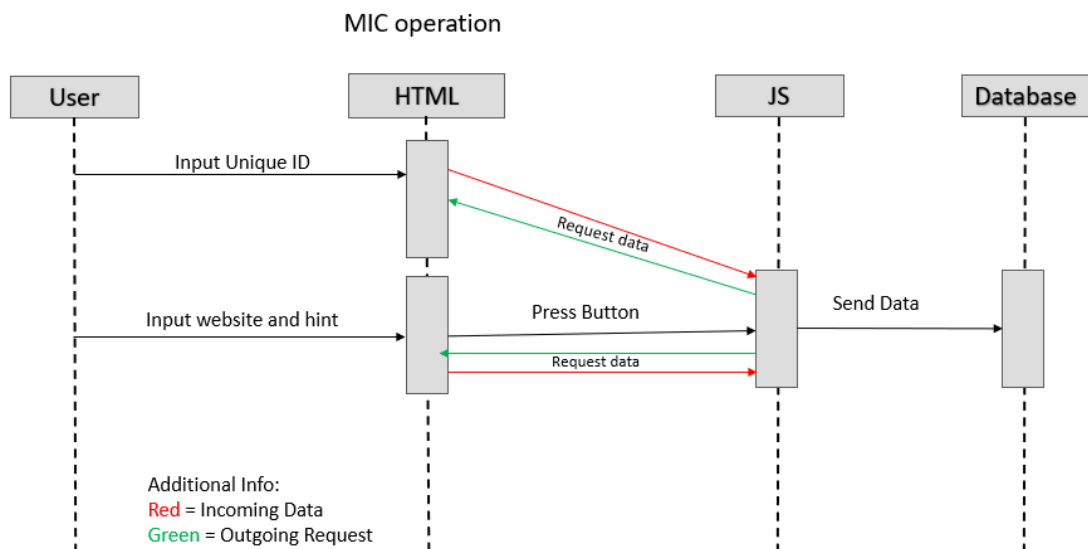 MIC operation
User
HTML
JS
Database
Input Unique ID
Request data
Input website and hint
Press Button
Send Data
Request data
Additional Info:
Red = Incoming Data
Green = Outgoing Request